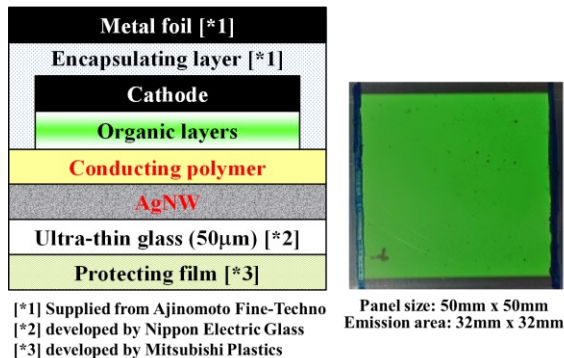 Metal foil [*1]
Encapsulating layer [*1]
Cathode
Organic layers
Conducting polymer
AgNW
Ultra-thin glass (50μm) [*2]
Protecting film [*3]
[*1] Supplied from Ajinomoto Fine-Techno
[*2] developed by Nippon Electric Glass
[*3] developed by Mitsubishi Plastics
Panel size: 50mm x 50mm
Emission area: 32mm x 32mm